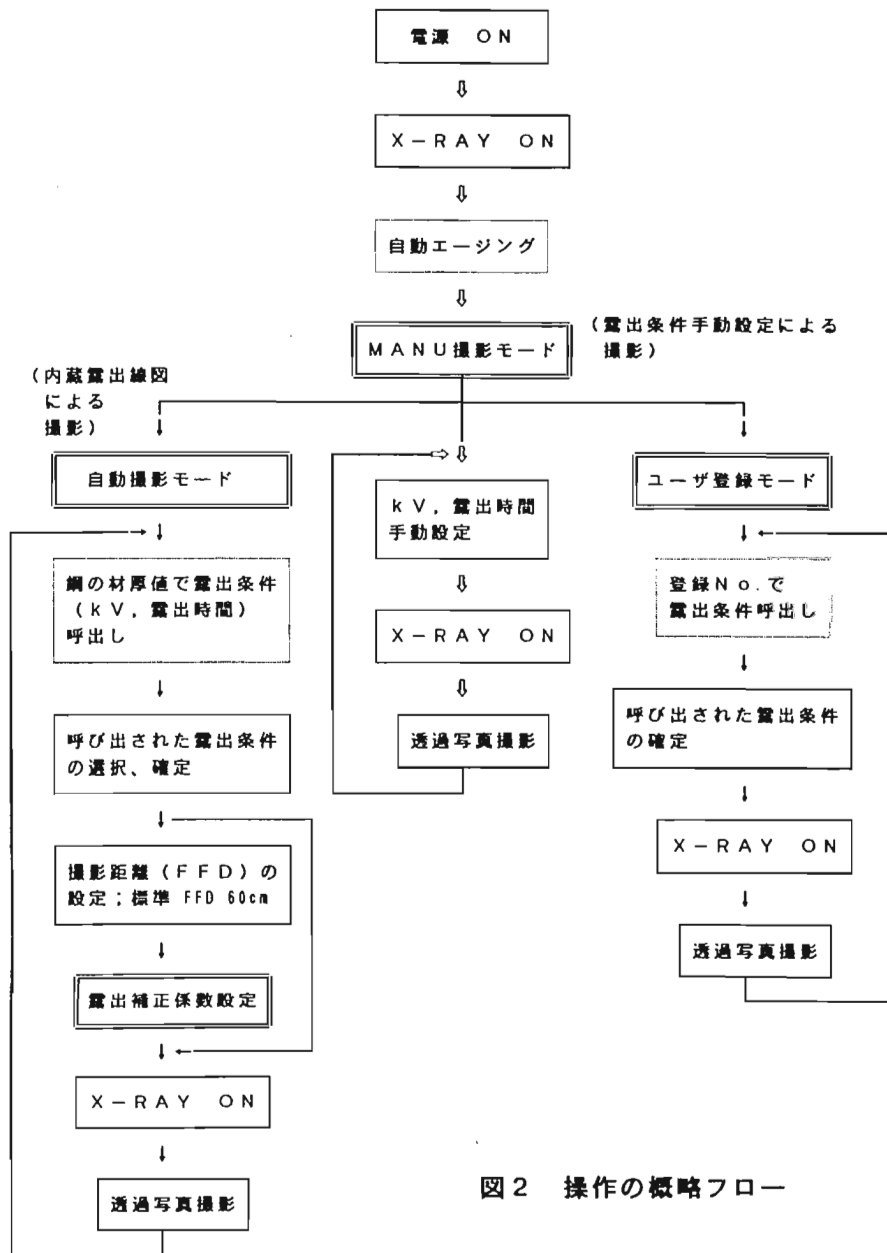 電源 ON
X-RAY ON
自動エージング
MANU撮影モード
(露出条件手動設定による
撮影)
(内蔵露出線図
による
撮影)
自動撮影モード
鋼の材厚値で露出条件
(kV,露出時間)
呼出し
呼び出された露出条件
の選択、確定
撮影距離(FFD)の
設定;標準 FFD 60cm
露出補正係数設定
X-RAY ON
透過写真撮影
kV,露出時間
手動設定
X-RAY ON
透過写真撮影
ユーザ登録モード
登録No.で
露出条件呼出し
呼び出された露出条件
の確定
X-RAY ON
透過写真撮影
図2 操作の概略フロー